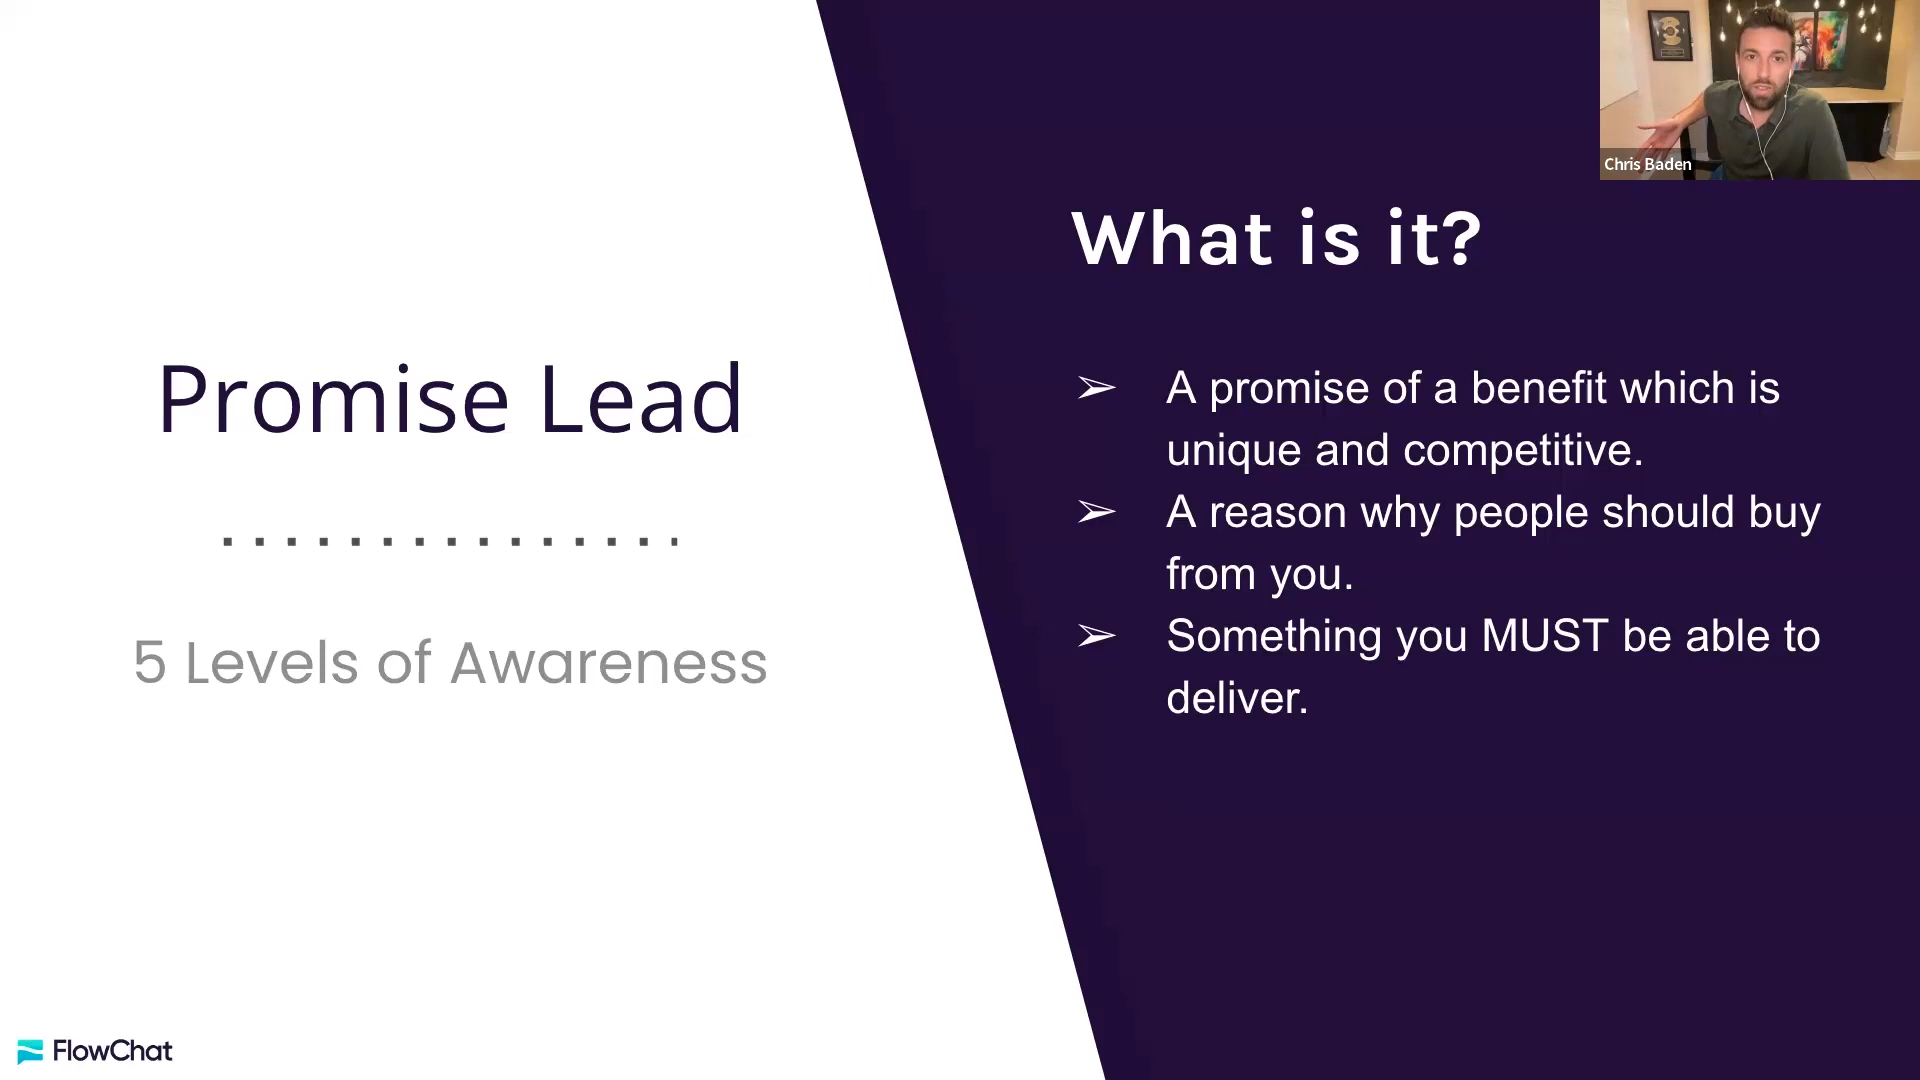 Promise Lead
5 Levels of Awareness
What is it?
➢ A promise of a benefit which is
unique and competitive.
➢ A reason why people should buy
from you.
➢ Something you MUST be able to
deliver.
Chris Baden
FlowChat